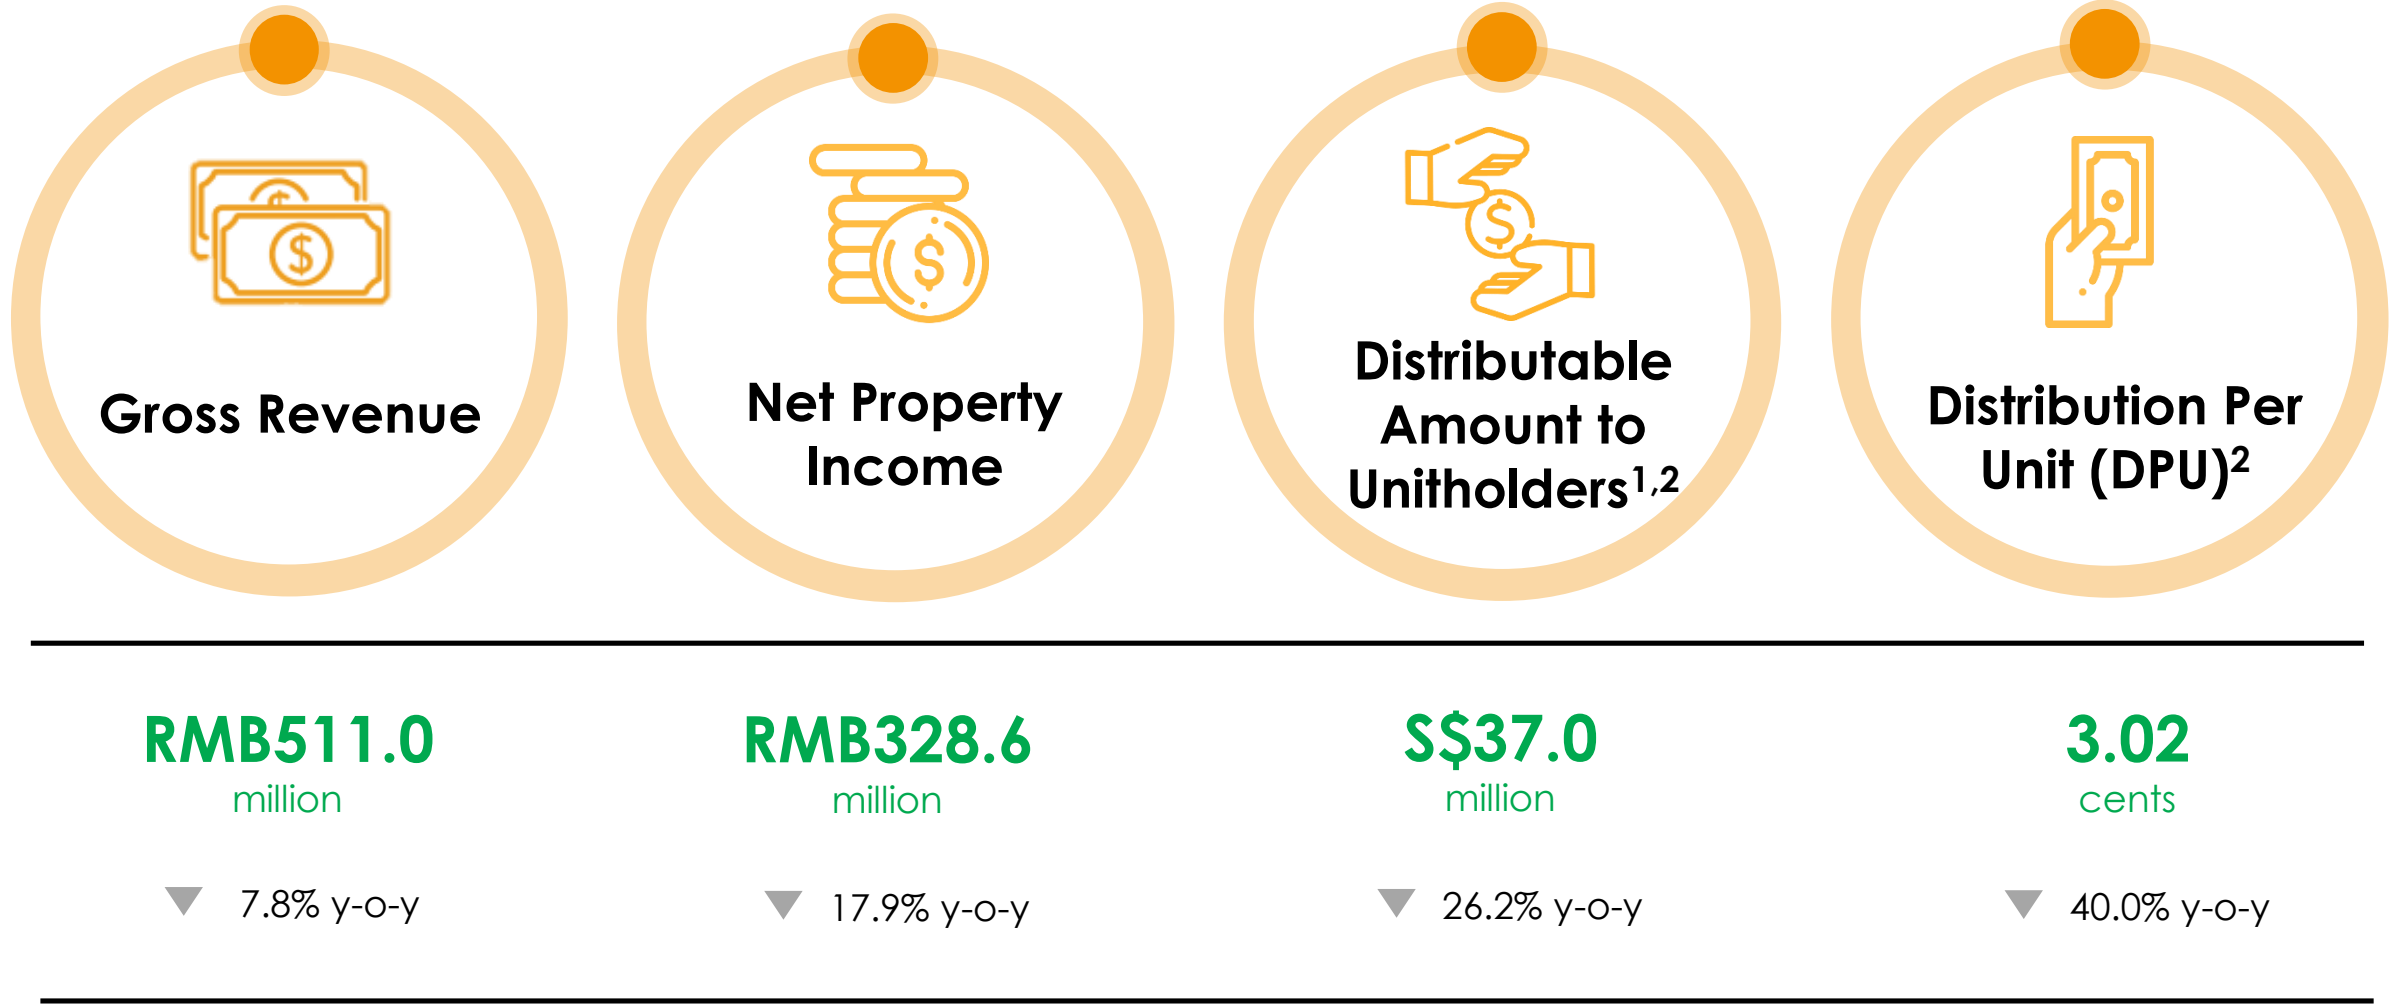 Gross Revenue
Net Property
Income
Distributable
Amount to
Unitholders1,2
Distribution Per
Unit (DPU)2
RMB511.0
million
RMB328.6
million
S$37.0
million
3.02
cents
7.8% y-o-y
17.9% y-o-y
26.2% y-o-y
40.0% y-o-y